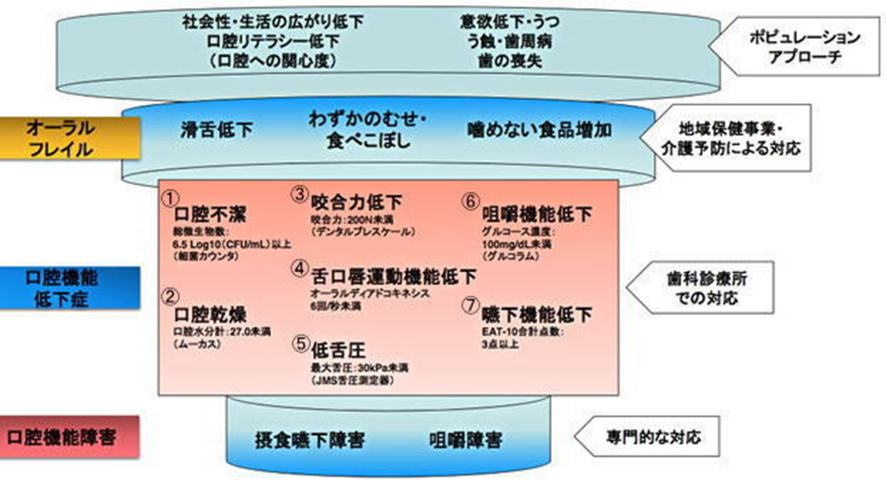 社会性・生活の広がり低下
口腔リテラシー低下
（口腔への関心度）
意欲低下・うつ
う蝕・歯周病
歯の喪失
ポピュレーション
アプローチ
オーラル
フレイル
滑舌低下
わずかのむせ・
食べこぼし
噛めない食品増加
地域保健事業・
介護予防による対応
口腔機能
低下症
①
口腔不潔
総微生物数：
6.5 Log10（CFU/mL）以上
（細菌カウンタ）
②
口腔乾燥
口腔水分計：27.0未満
（ムーカス）
③
咬合力低下
咬合力：200N未満
（デンタルプレスケール）
④
舌口唇運動機能低下
オーラルディアドコキネシス
6回/秒未満
⑤
低舌圧
最大舌圧：30kPa未満
（JMS舌圧測定器）
⑥
咀嚼機能低下
グルコース濃度：
100mg/dL未満
（グルコラム）
⑦
嚥下機能低下
EAT-10合計点数：
3点以上
歯科診療所
での対応
口腔機能障害
摂食嚥下障害
咀嚼障害
専門的な対応